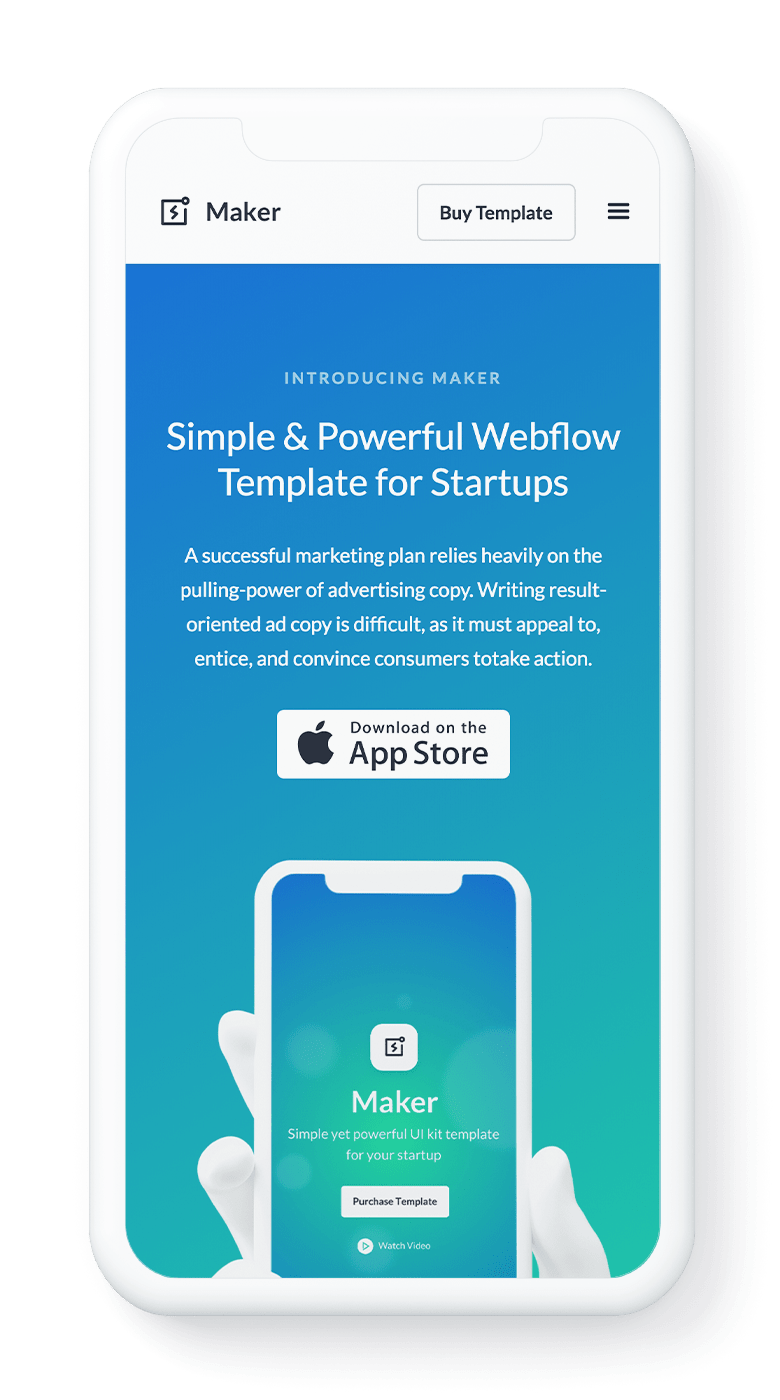 Maker
Buy Template
INTRODUCING MAKER
Simple & Powerful Webflow
Template for Startups
A successful marketing plan relies heavily on the
pulling-power of advertising copy. Writing result-
oriented ad copy is difficult, as it must appeal to,
entice, and convince consumers totake action.
Download on the
App Store
Maker
Simple yet powerful UI kit template
for your startup
Purchase Template
Watch Video